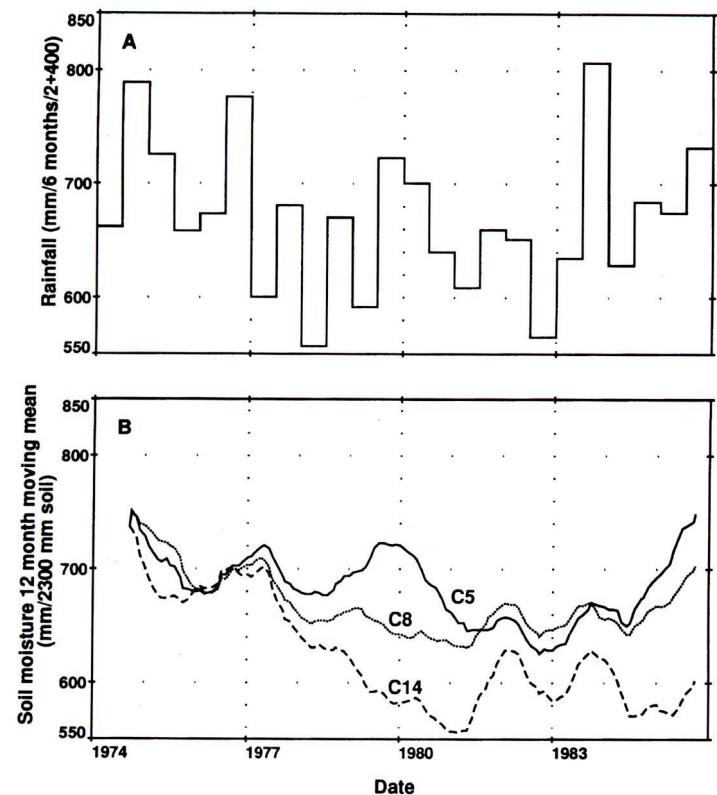 A
850
800
700
600
550
Rainfall (mm/6 months/2+400)
B
850
800
700
600
550
Soil moisture 12 month moving mean
(mm/2300 mm soil)
C5
C8
C14
1974
1977
1980
1983
Date